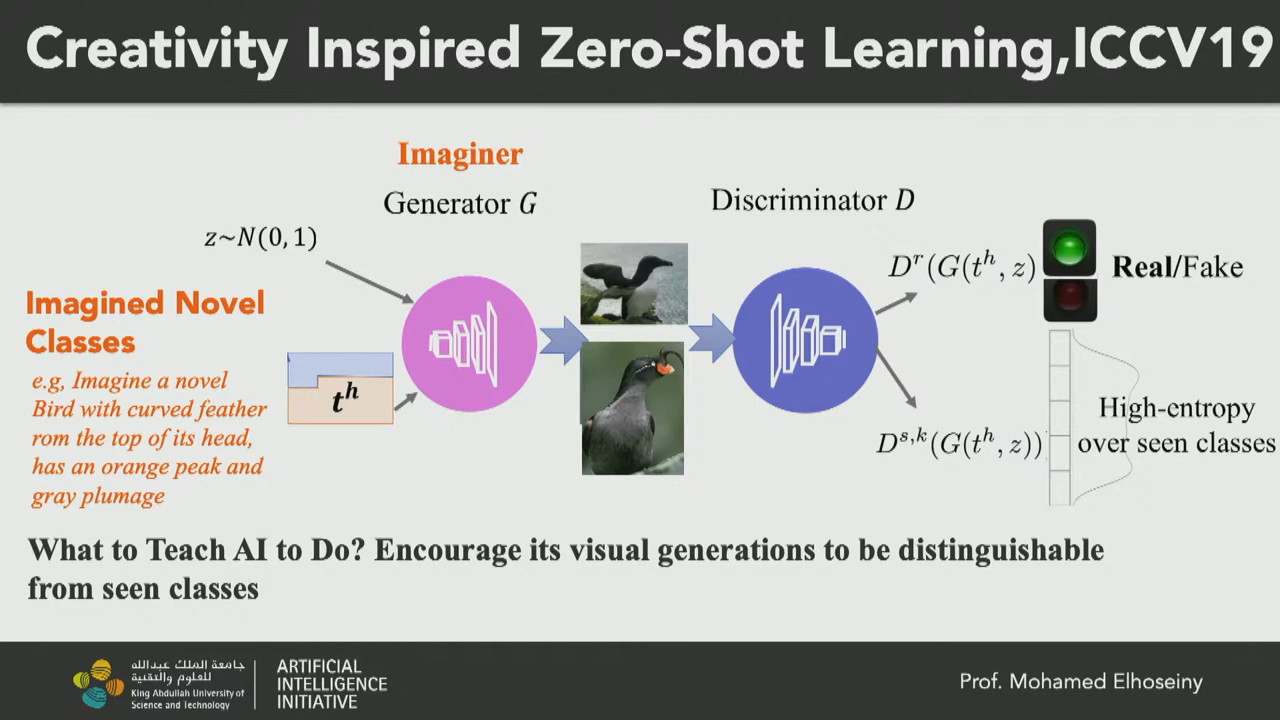 Creativity Inspired Zero-Shot Learning,ICCV19
Imaginer
Generator G
Discriminator D
z~N(0, 1)
D^r(G(t^h, z)
Real/Fake
Imagined Novel
Classes
e.g, Imagine a novel
Bird with curved feather
rom the top of its head,
has an orange peak and
gray plumage
t^h
D^{s,k}(G(t^h, z))
High-entropy
over seen classes
What to Teach AI to Do? Encourage its visual generations to be distinguishable
from seen classes
جامعة الملك عبدالله
للعلوم والتقنية
King Abdullah University of
Science and Technology
ARTIFICIAL
INTELLIGENCE
INITIATIVE
Prof. Mohamed Elhoseiny